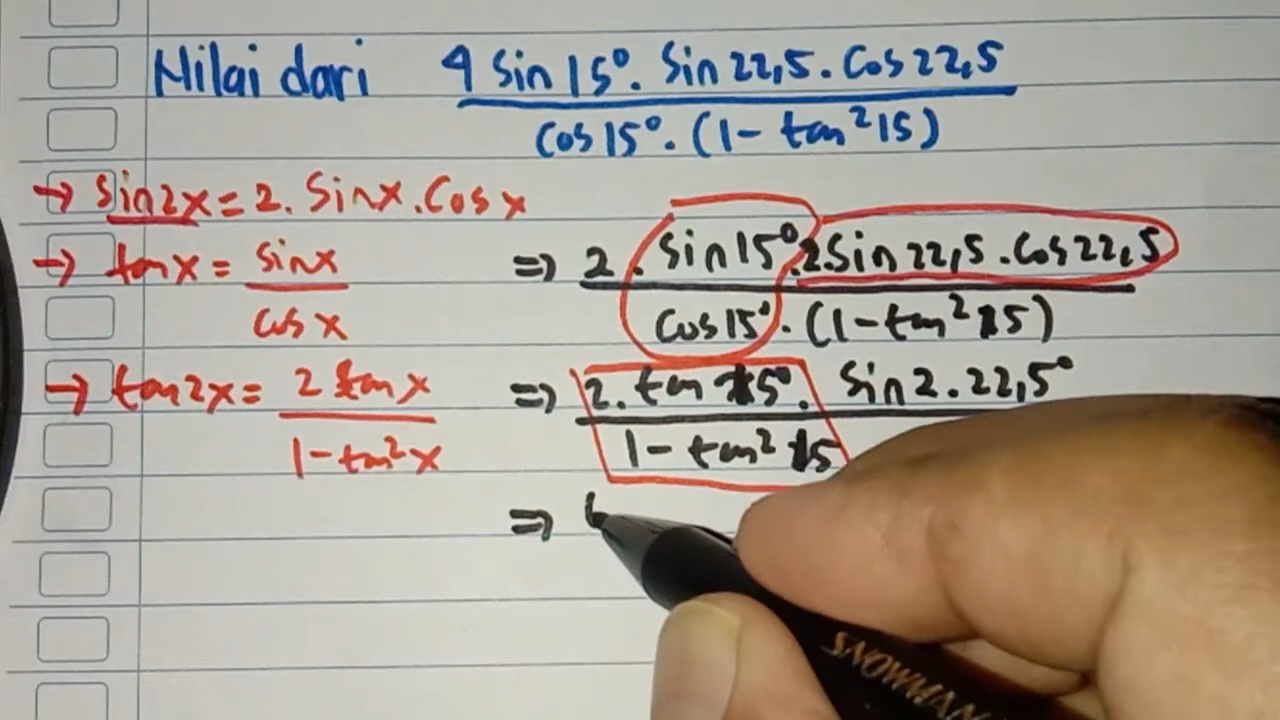 Nilai dari 4 Sin 15°. Sin 22,5. Cos 22,5
Cos 15°. (1 - tan² 15)
→ Sin2x = 2. Sin x. Cos x
→ tan x = sin x
cos x
⇒ 2. Sin 15°. 2 Sin 22,5. Cos 22,5
Cos 15°. (1 - tan² 15)
→ tan 2x = 2 tan x
1 - tan² x
⇒ 2. tan 15°. Sin 2. 22,5°
1 - tan² 15
⇒
SNOWMAN